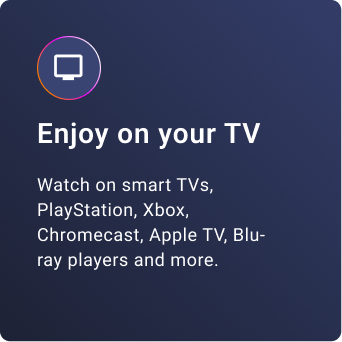 Enjoy on your TV
Watch on smart TVs,
PlayStation, Xbox,
Chromecast, Apple TV, Blu-
ray players and more.